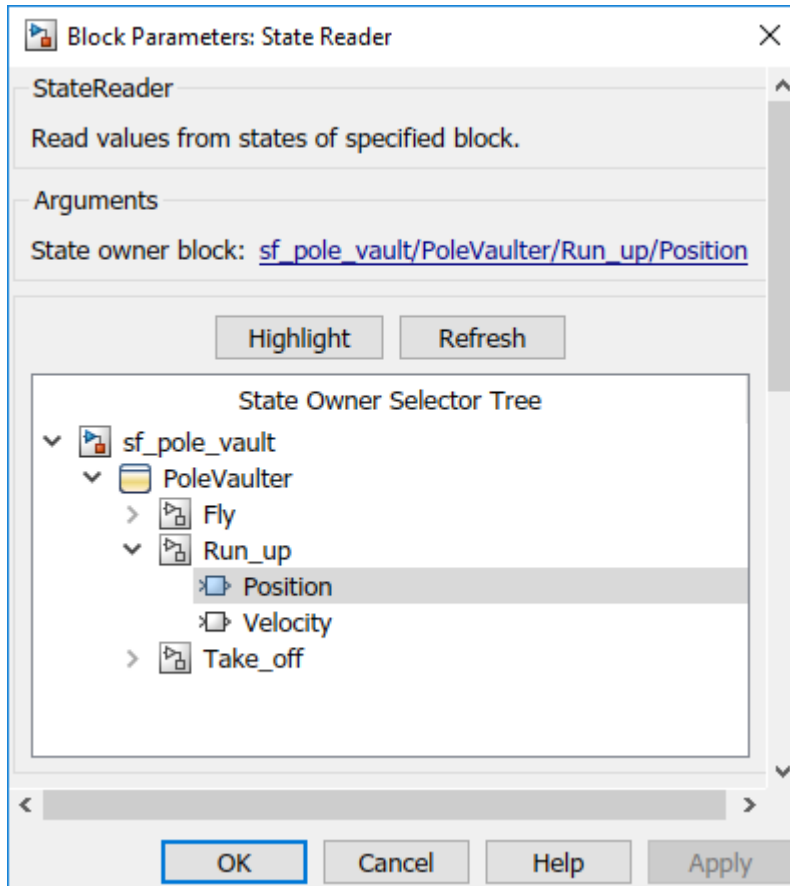 Block Parameters: State Reader
StateReader
Read values from states of specified block.
Arguments
State owner block: sf_pole_vault/PoleVaulter/Run_up/Position
Highlight Refresh
State Owner Selector Tree
sf_pole_vault
PoleVaulter
Fly
Run_up
Position
Velocity
Take_off
OK Cancel Help Apply